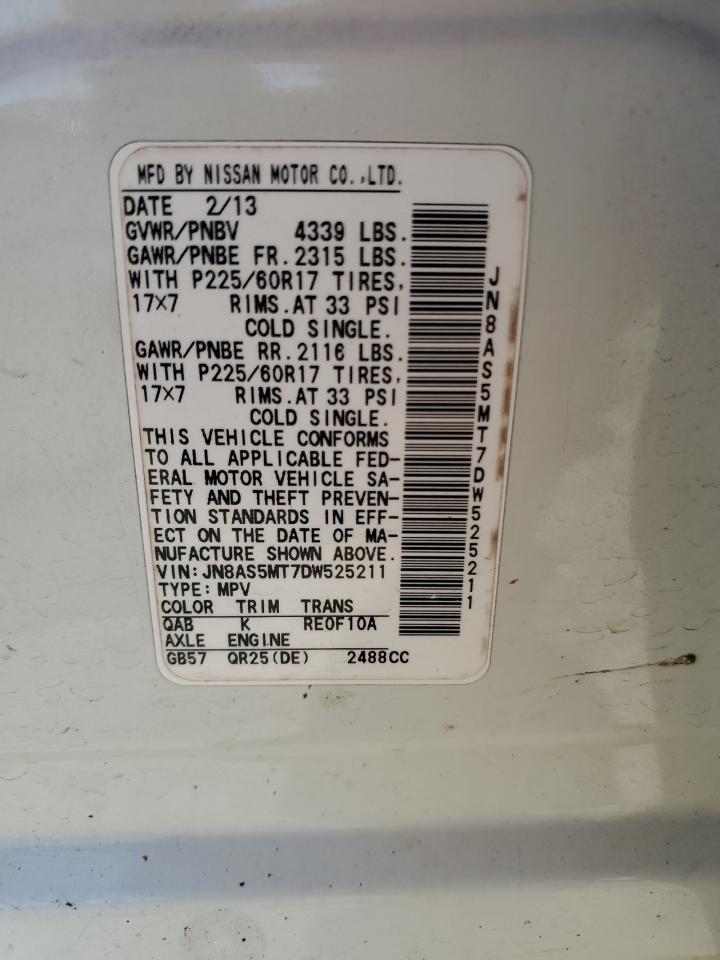 MFD BY NISSAN MOTOR CO.,LTD.
DATE 2/13
GVWR/PNBV 4339 LBS.
GAWR/PNBE FR.2315 LBS.
WITH P225/60R17 TIRES,
17×7 RIMS.AT 33 PSI
COLD SINGLE.
GAWR/PNBE RR.2116 LBS.
WITH P225/60R17 TIRES,
17×7 RIMS.AT 33 PSI
COLD SINGLE.
THIS VEHICLE CONFORMS
TO ALL APPLICABLE FED-
ERAL MOTOR VEHICLE SA-
FETY AND THEFT PREVEN-
TION STANDARDS IN EFF-
ECT ON THE DATE OF MA-
NUFACTURE SHOWN ABOVE.
VIN:JN8AS5MT7DW525211
TYPE:MPV
COLOR TRIM TRANS
QAB K RE0F10A
AXLE ENGINE
GB57 QR25(DE) 2488CC
JN8AS5MT7DW525211